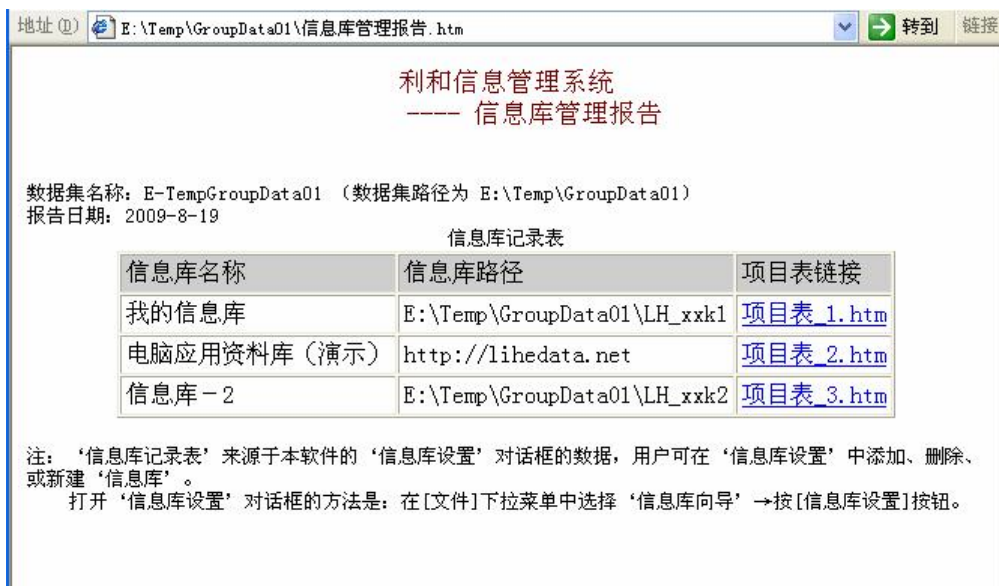 地址(D) E:\Temp\GroupData01\信息库管理报告.htm 转到 链接
利和信息管理系统
---- 信息库管理报告
数据集名称: E-TempGroupData01 （数据集路径为 E:\Temp\GroupData01）
报告日期: 2009-8-19
信息库记录表
信息库名称 信息库路径 项目表链接
我的信息库 E:\Temp\GroupData01\LH_xxk1 项目表_1.htm
电脑应用资料库（演示） http://lihedata.net 项目表_2.htm
信息库－2 E:\Temp\GroupData01\LH_xxk2 项目表_3.htm
注: ‘信息库记录表’来源于本软件的‘信息库设置’对话框的数据，用户可在‘信息库设置’中添加、删除、
或新建‘信息库’。
打开‘信息库设置’对话框的方法是: 在[文件]下拉菜单中选择‘信息库向导’→按[信息库设置]按钮。